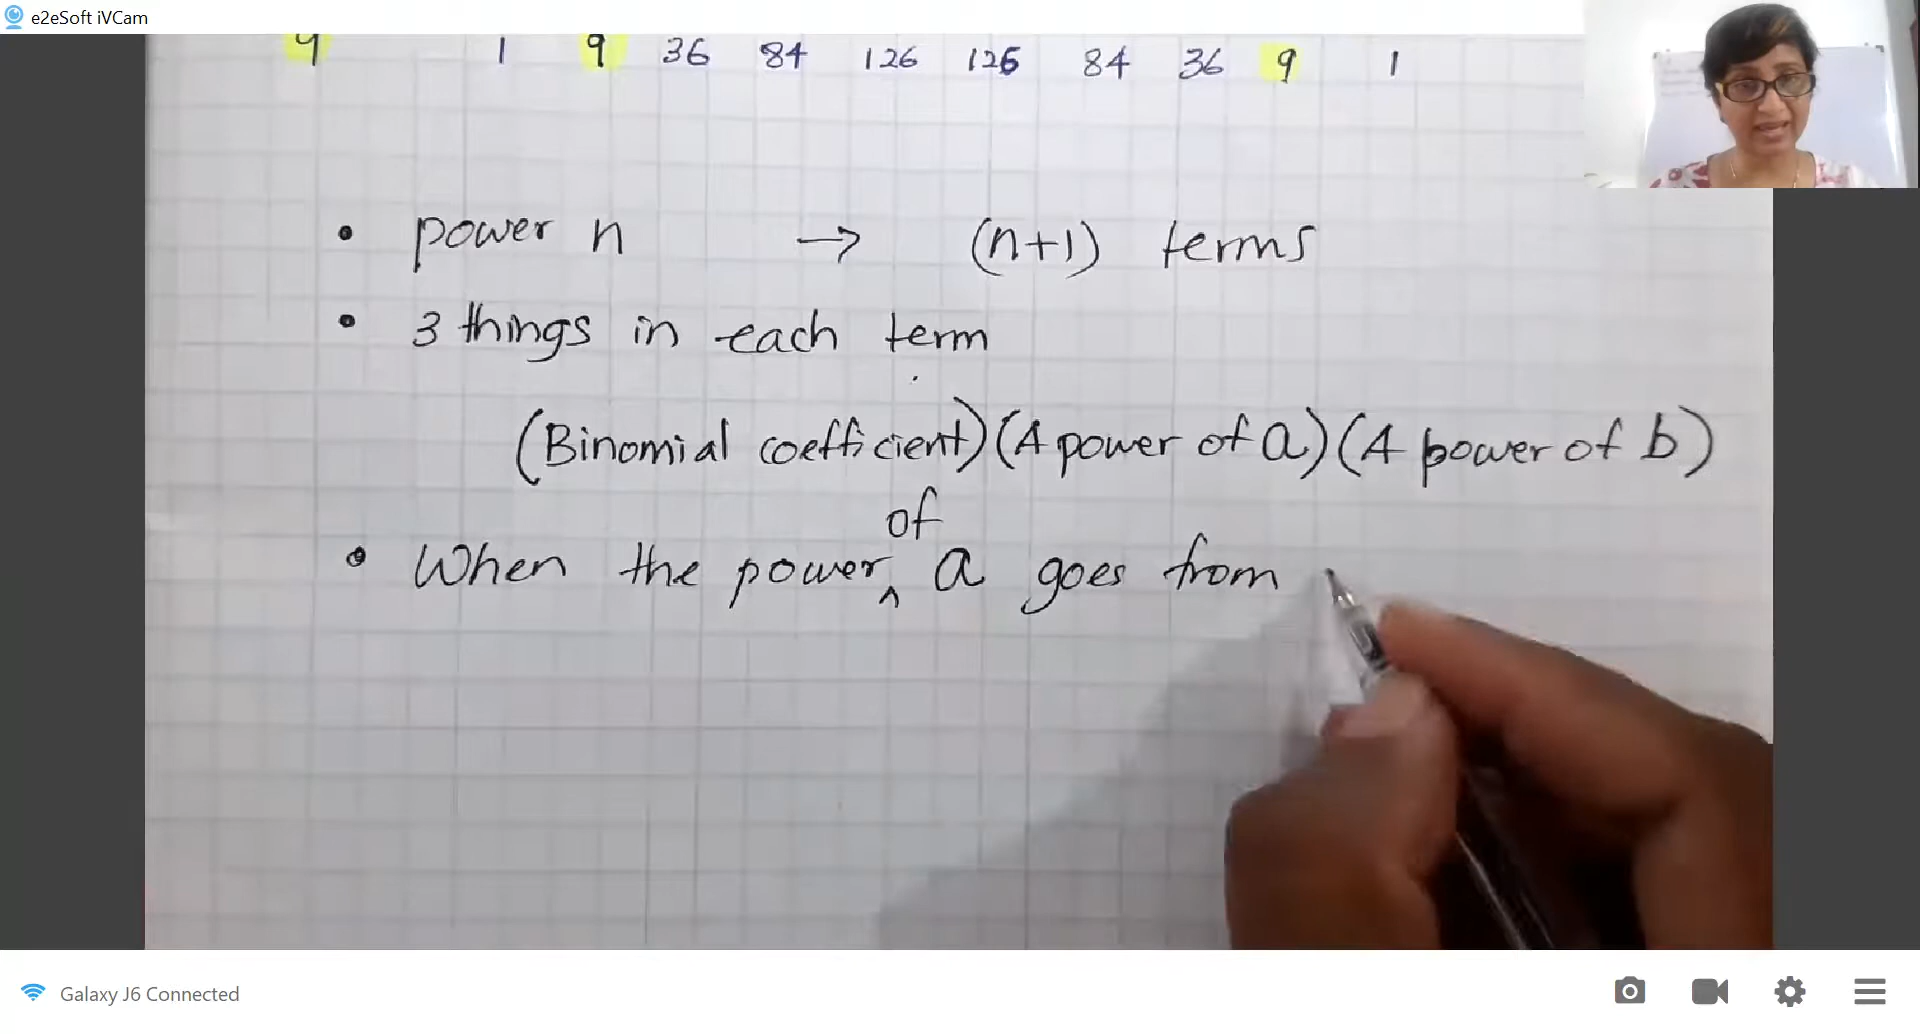 e2eSoft iVCam
9 1 9 36 84 126 126 84 36 9 1
• power n → (n+1) terms
• 3 things in each term
(Binomial coefficient)(A power of a)(A power of b)
• When the power of a goes from
Galaxy J6 Connected